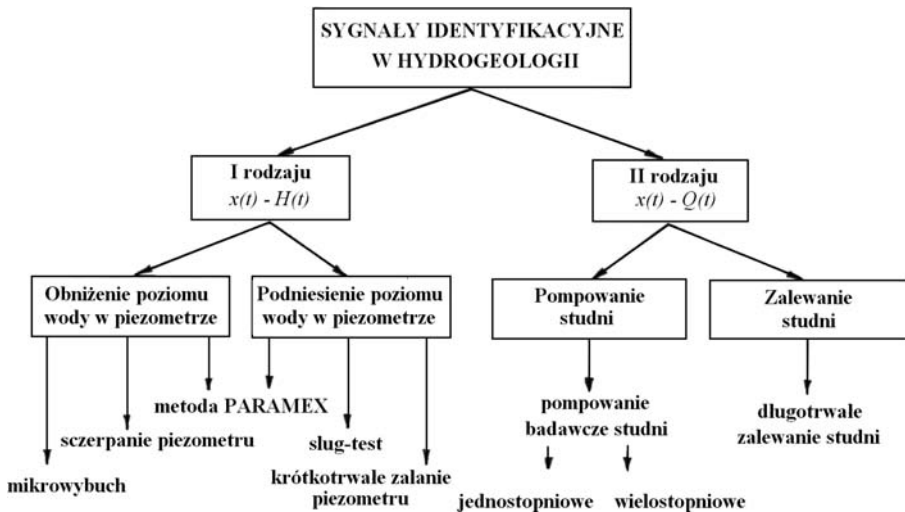 SYGNAŁY IDENTYFIKACYJNE
W HYDROGEOLOGII
I rodzaju
x(t) - H(t)
II rodzaju
x(t) - Q(t)
Obniżenie poziomu
wody w piezometrze
Podniesienie poziomu
wody w piezometrze
Pompowanie
studni
Zalewanie
studni
metoda PARAMEX
sczerpanie piezometru
mikrowybuch
slug-test
krótkotrwałe zalanie
piezometru
pompowanie
badawcze studni
jednostopniowe
wielostopniowe
długotrwałe
zalewanie studni